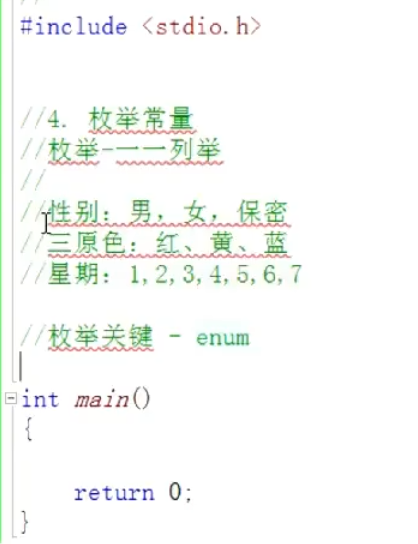 #include <stdio.h>
//4. 枚举常量
//枚举-一一列举
//
//性别: 男, 女, 保密
//三原色: 红、黄、蓝
//星期: 1,2,3,4,5,6,7
//枚举关键 - enum
int main()
{
return 0;
}